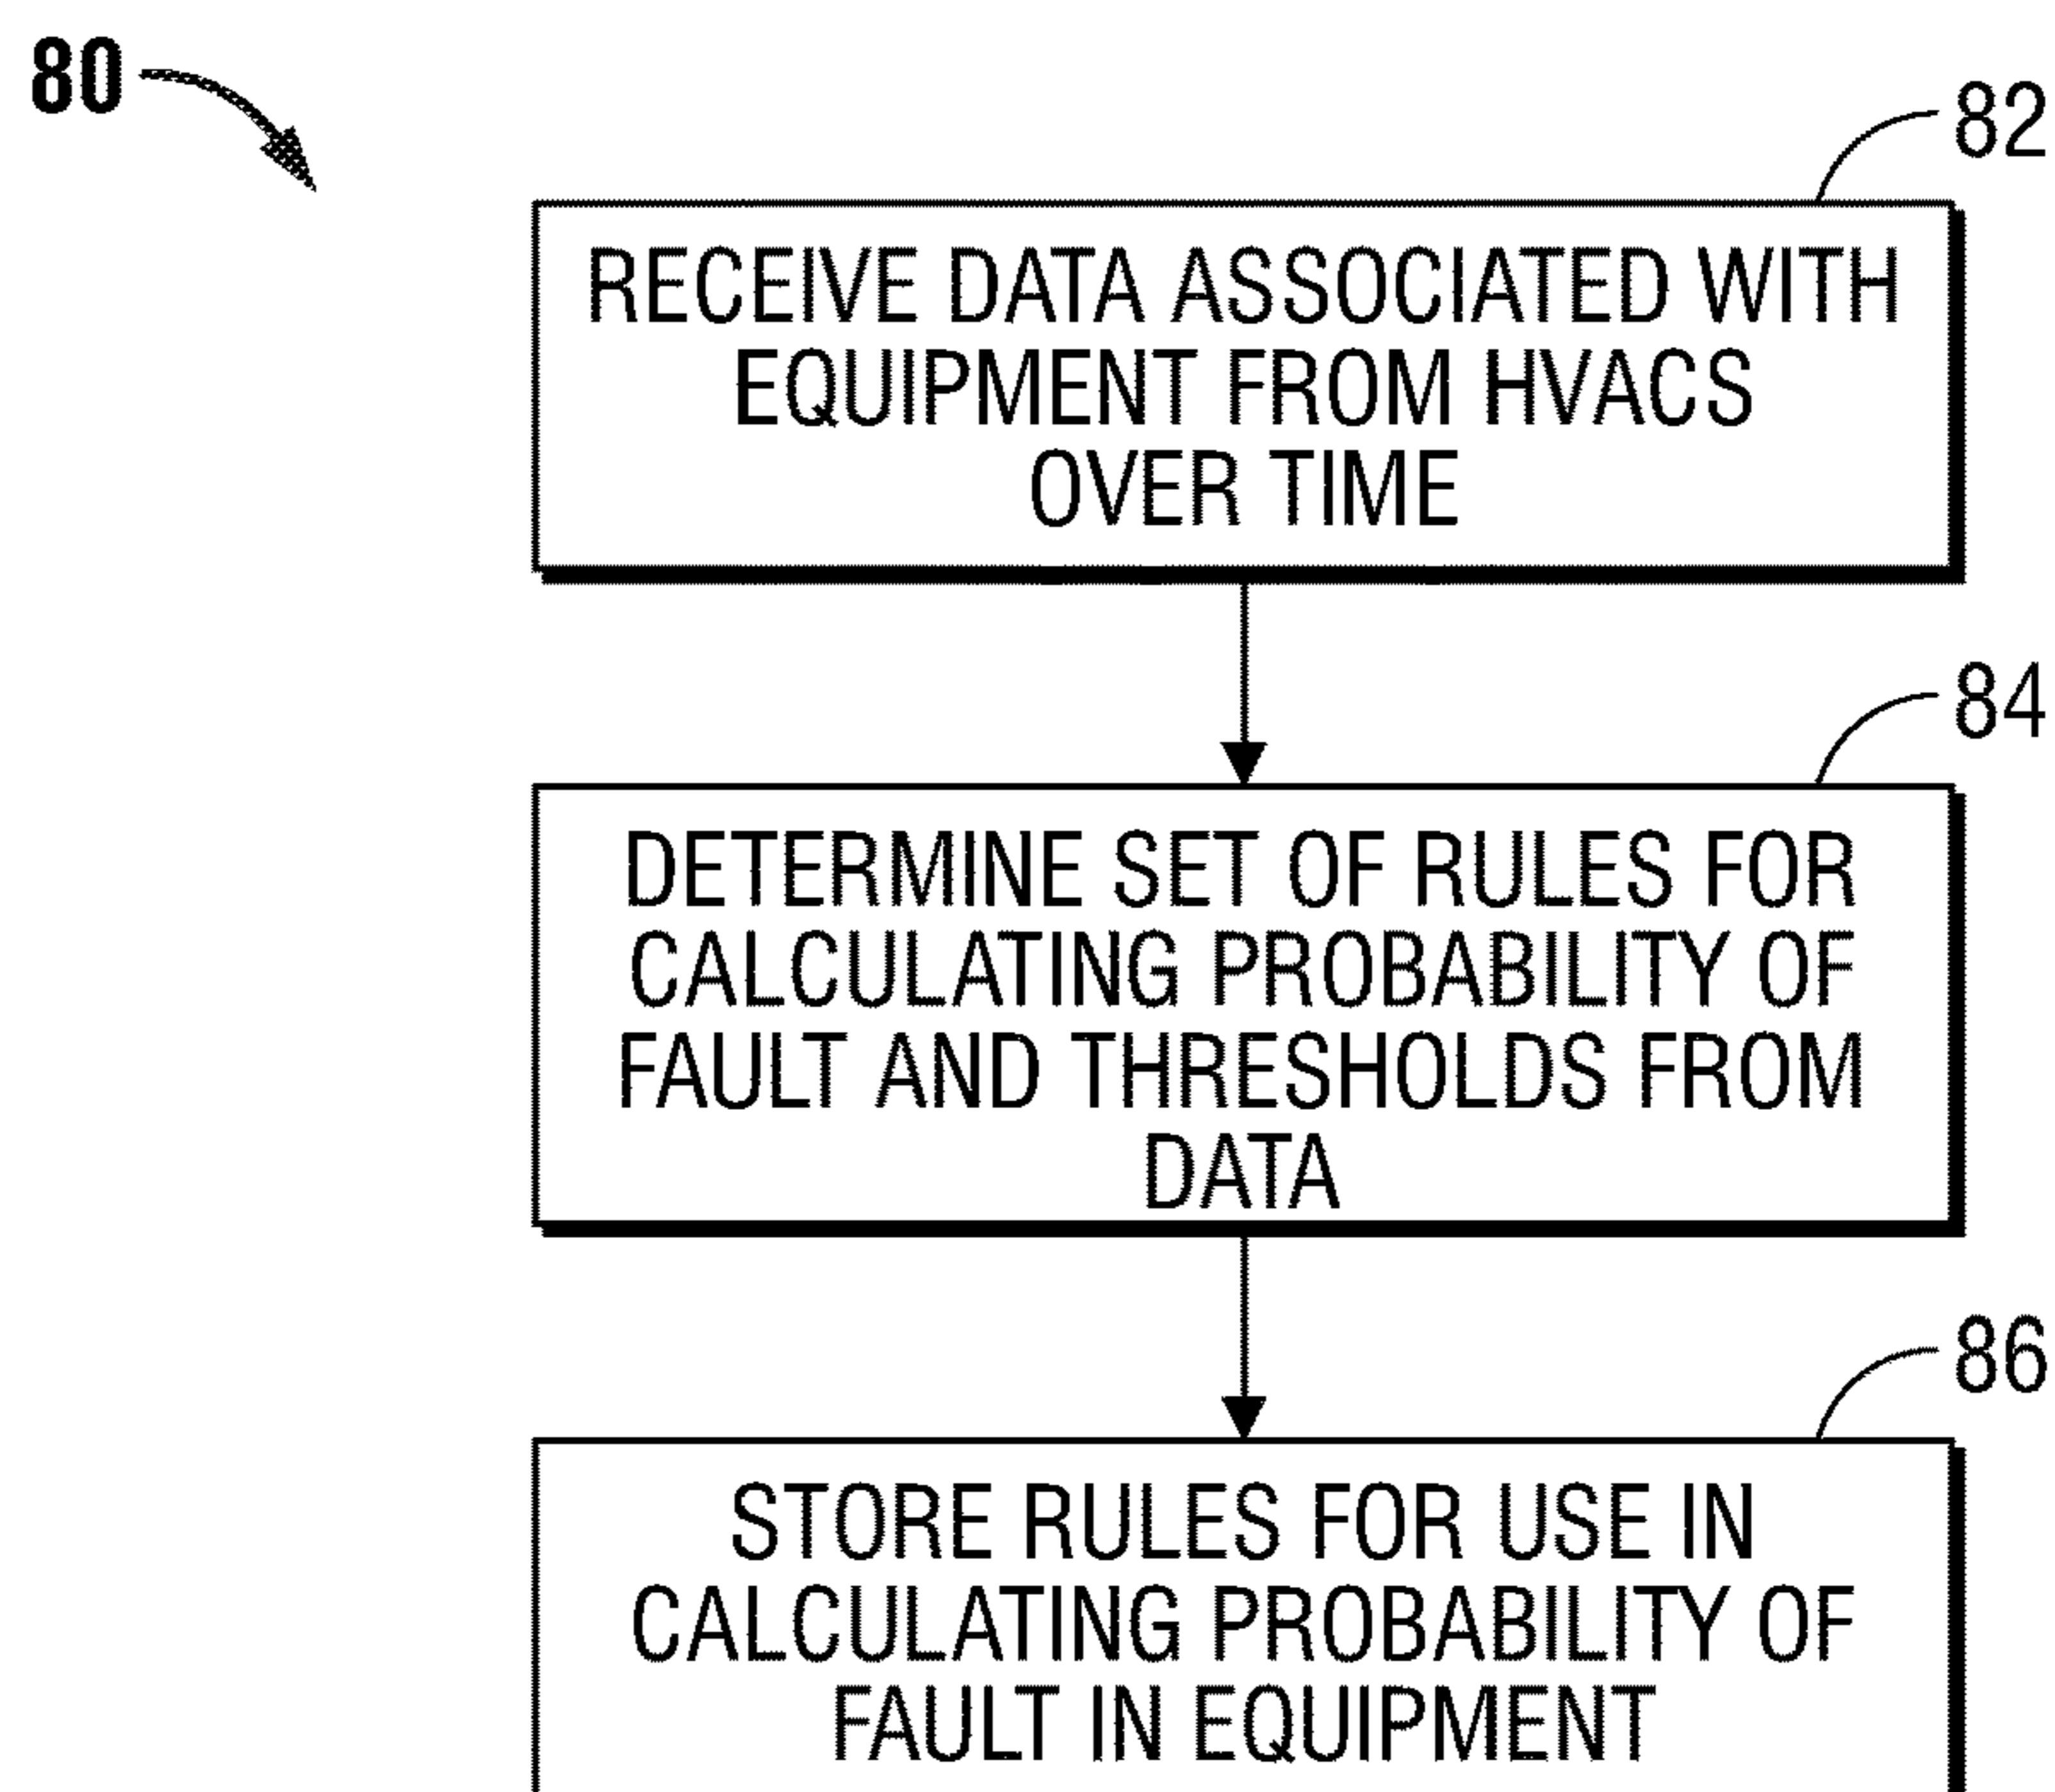 80
82
RECEIVE DATA ASSOCIATED WITH
EQUIPMENT FROM HVACS
OVER TIME
84
DETERMINE SET OF RULES FOR
CALCULATING PROBABILITY OF
FAULT AND THRESHOLDS FROM
DATA
86
STORE RULES FOR USE IN
CALCULATING PROBABILITY OF
FAULT IN EQUIPMENT